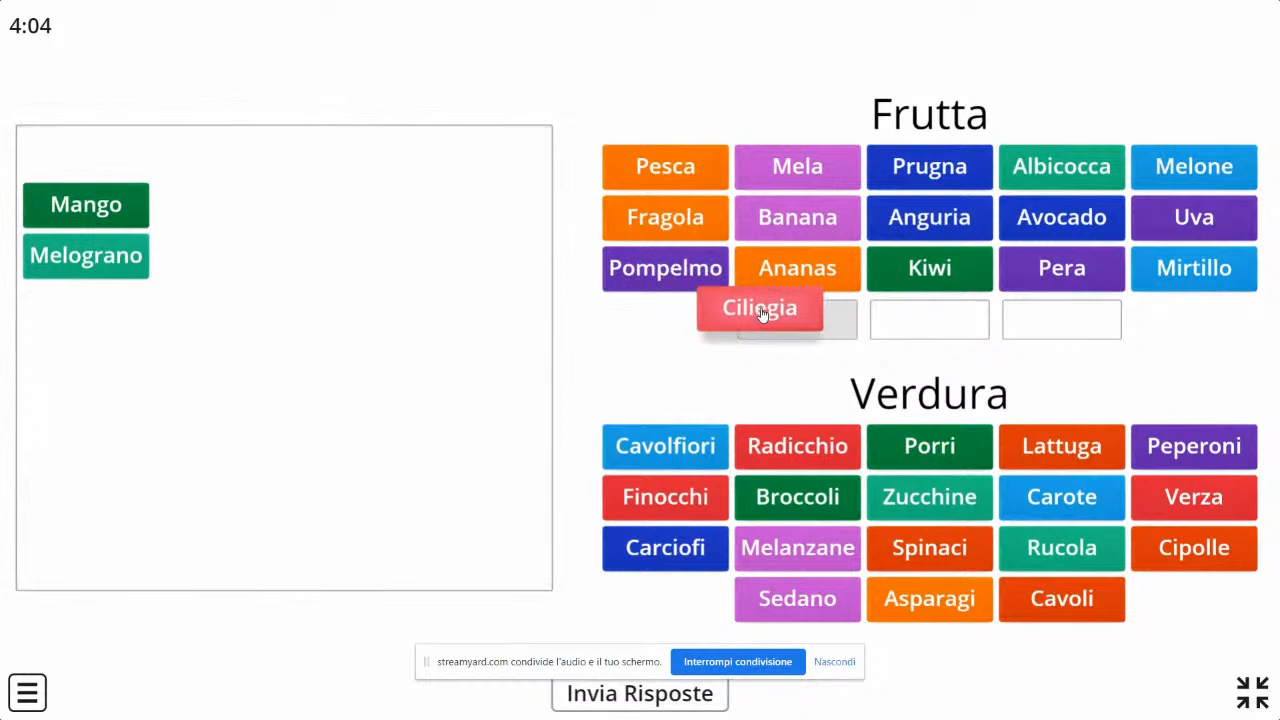 4:04
Frutta
Pesca Mela Prugna Albicocca Melone
Mango
Fragola Banana Anguria Avocado Uva
Melograno
Pompelmo Ananas Kiwi Pera Mirtillo
Ciliegia
Verdura
Cavolfiori Radicchio Porri Lattuga Peperoni
Finocchi Broccoli Zucchine Carote Verza
Carciofi Melanzane Spinaci Rucola Cipolle
Sedano Asparagi Cavoli
streamyard.com condivide l'audio e il tuo schermo. Interrompi condivisione Nascondi
Invia Risposte